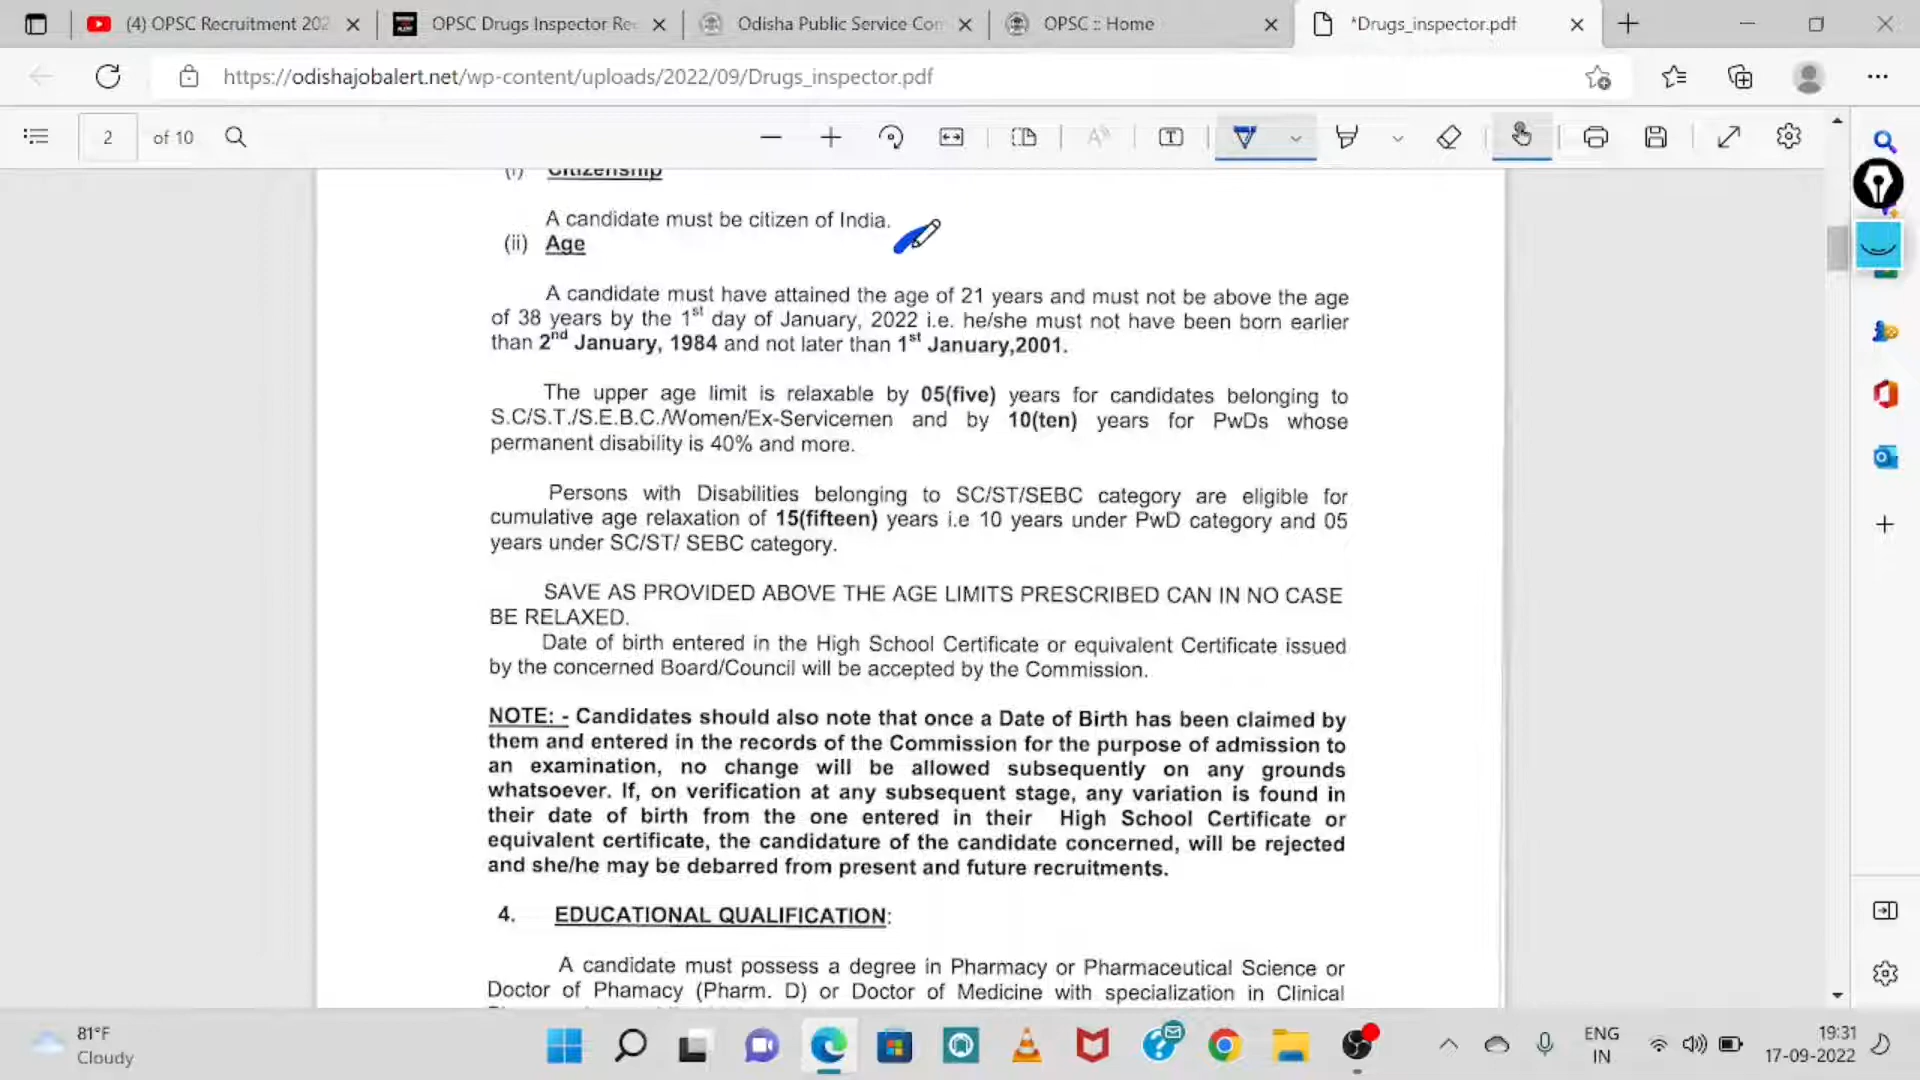 (4) OPSC Recruitment 202
OPSC Drugs Inspector Re
Odisha Public Service Com
OPSC :: Home
*Drugs_inspector.pdf
https://odishajobalert.net/wp-content/uploads/2022/09/Drugs_inspector.pdf
2 of 10
(i) Citizenship
A candidate must be citizen of India.
(ii) Age
A candidate must have attained the age of 21 years and must not be above the age
of 38 years by the 1st day of January, 2022 i.e. he/she must not have been born earlier
than 2nd January, 1984 and not later than 1st January,2001.
The upper age limit is relaxable by 05(five) years for candidates belonging to
S.C/S.T./S.E.B.C./Women/Ex-Servicemen and by 10(ten) years for PwDs whose
permanent disability is 40% and more.
Persons with Disabilities belonging to SC/ST/SEBC category are eligible for
cumulative age relaxation of 15(fifteen) years i.e 10 years under PwD category and 05
years under SC/ST/ SEBC category.
SAVE AS PROVIDED ABOVE THE AGE LIMITS PRESCRIBED CAN IN NO CASE
BE RELAXED.
Date of birth entered in the High School Certificate or equivalent Certificate issued
by the concerned Board/Council will be accepted by the Commission.
NOTE: - Candidates should also note that once a Date of Birth has been claimed by
them and entered in the records of the Commission for the purpose of admission to
an examination, no change will be allowed subsequently on any grounds
whatsoever. If, on verification at any subsequent stage, any variation is found in
their date of birth from the one entered in their High School Certificate or
equivalent certificate, the candidature of the candidate concerned, will be rejected
and she/he may be debarred from present and future recruitments.
4. EDUCATIONAL QUALIFICATION:
A candidate must possess a degree in Pharmacy or Pharmaceutical Science or
Doctor of Phamacy (Pharm. D) or Doctor of Medicine with specialization in Clinical
81°F
Cloudy
ENG
IN
19:31
17-09-2022